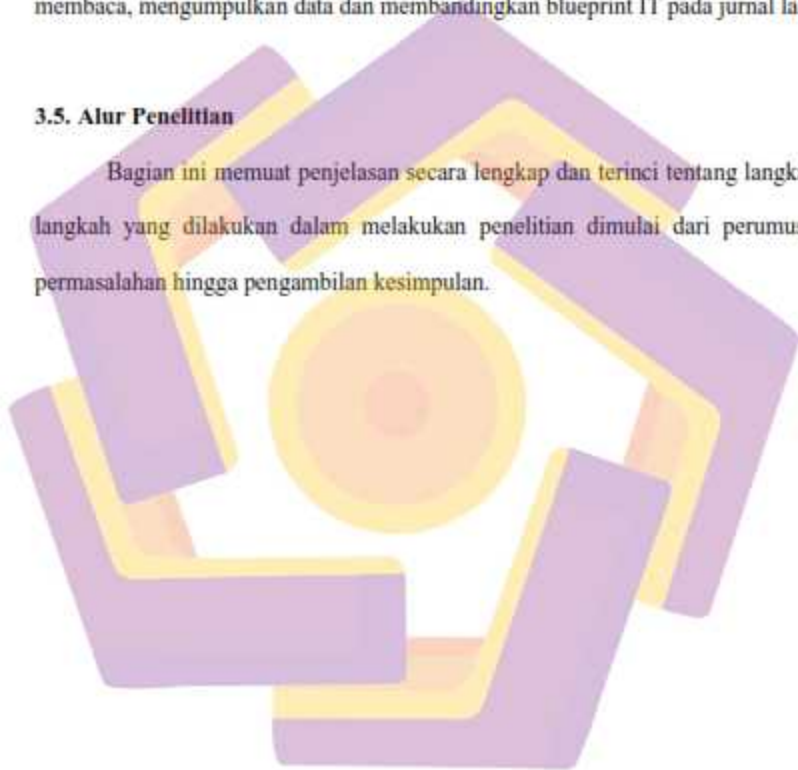 membaca, mengumpulkan data dan membandingkan blueprint IT pada jurnal la
3.5. Alur Penelitian
Bagian ini memuat penjelasan secara lengkap dan terinci tentang langk
langkah yang dilakukan dalam melakukan penelitian dimulai dari perumu
permasalahan hingga pengambilan kesimpulan.